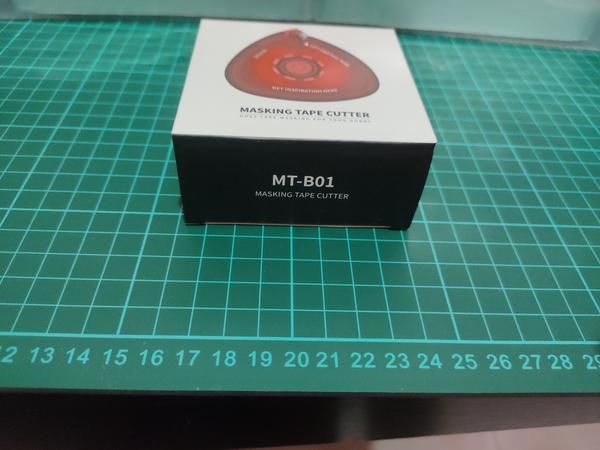 GET INSPIRATION HERE
MASKING TAPE CUTTER
MT-B01
MASKING TAPE CUTTER
13 14 15 16 17 18 19 20 21 22 23 24 25 26 27 28